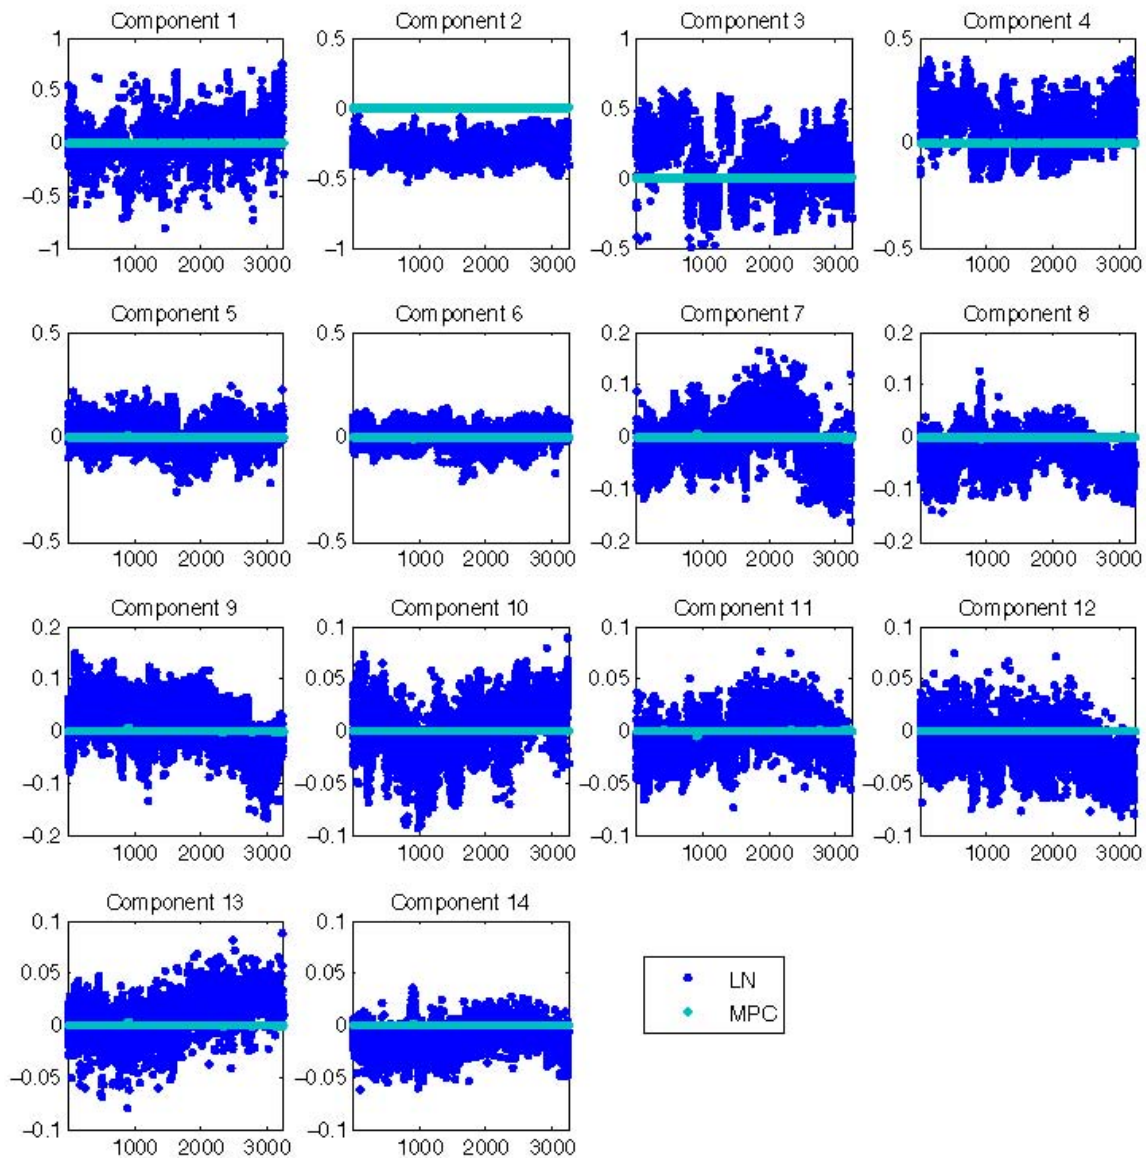 Component 1 Component 2 Component 3 Component 4
1 0.5 1 0.5
0.5 0 0.5
0 0 0
−0.5 −0.5 0
−1 −1 −0.5 −0.5
1000 2000 3000 1000 2000 3000 1000 2000 3000 1000 2000 3000
Component 5 Component 6 Component 7 Component 8
0.5 0.5 0.2 0.2
0.1 0.1
0 0 0 0
−0.1 −0.1
−0.5 −0.5 −0.2 −0.2
1000 2000 3000 1000 2000 3000 1000 2000 3000 1000 2000 3000
Component 9 Component 10 Component 11 Component 12
0.2 0.1 0.1 0.1
0.1 0.05 0.05 0.05
0 0 0 0
−0.1 −0.05 −0.05 −0.05
−0.2 −0.1 −0.1 −0.1
1000 2000 3000 1000 2000 3000 1000 2000 3000 1000 2000 3000
Component 13 Component 14
0.1 0.1
0.05 0.05
LN
MPC
0 0
−0.05 −0.05
−0.1 −0.1
1000 2000 3000 1000 2000 3000